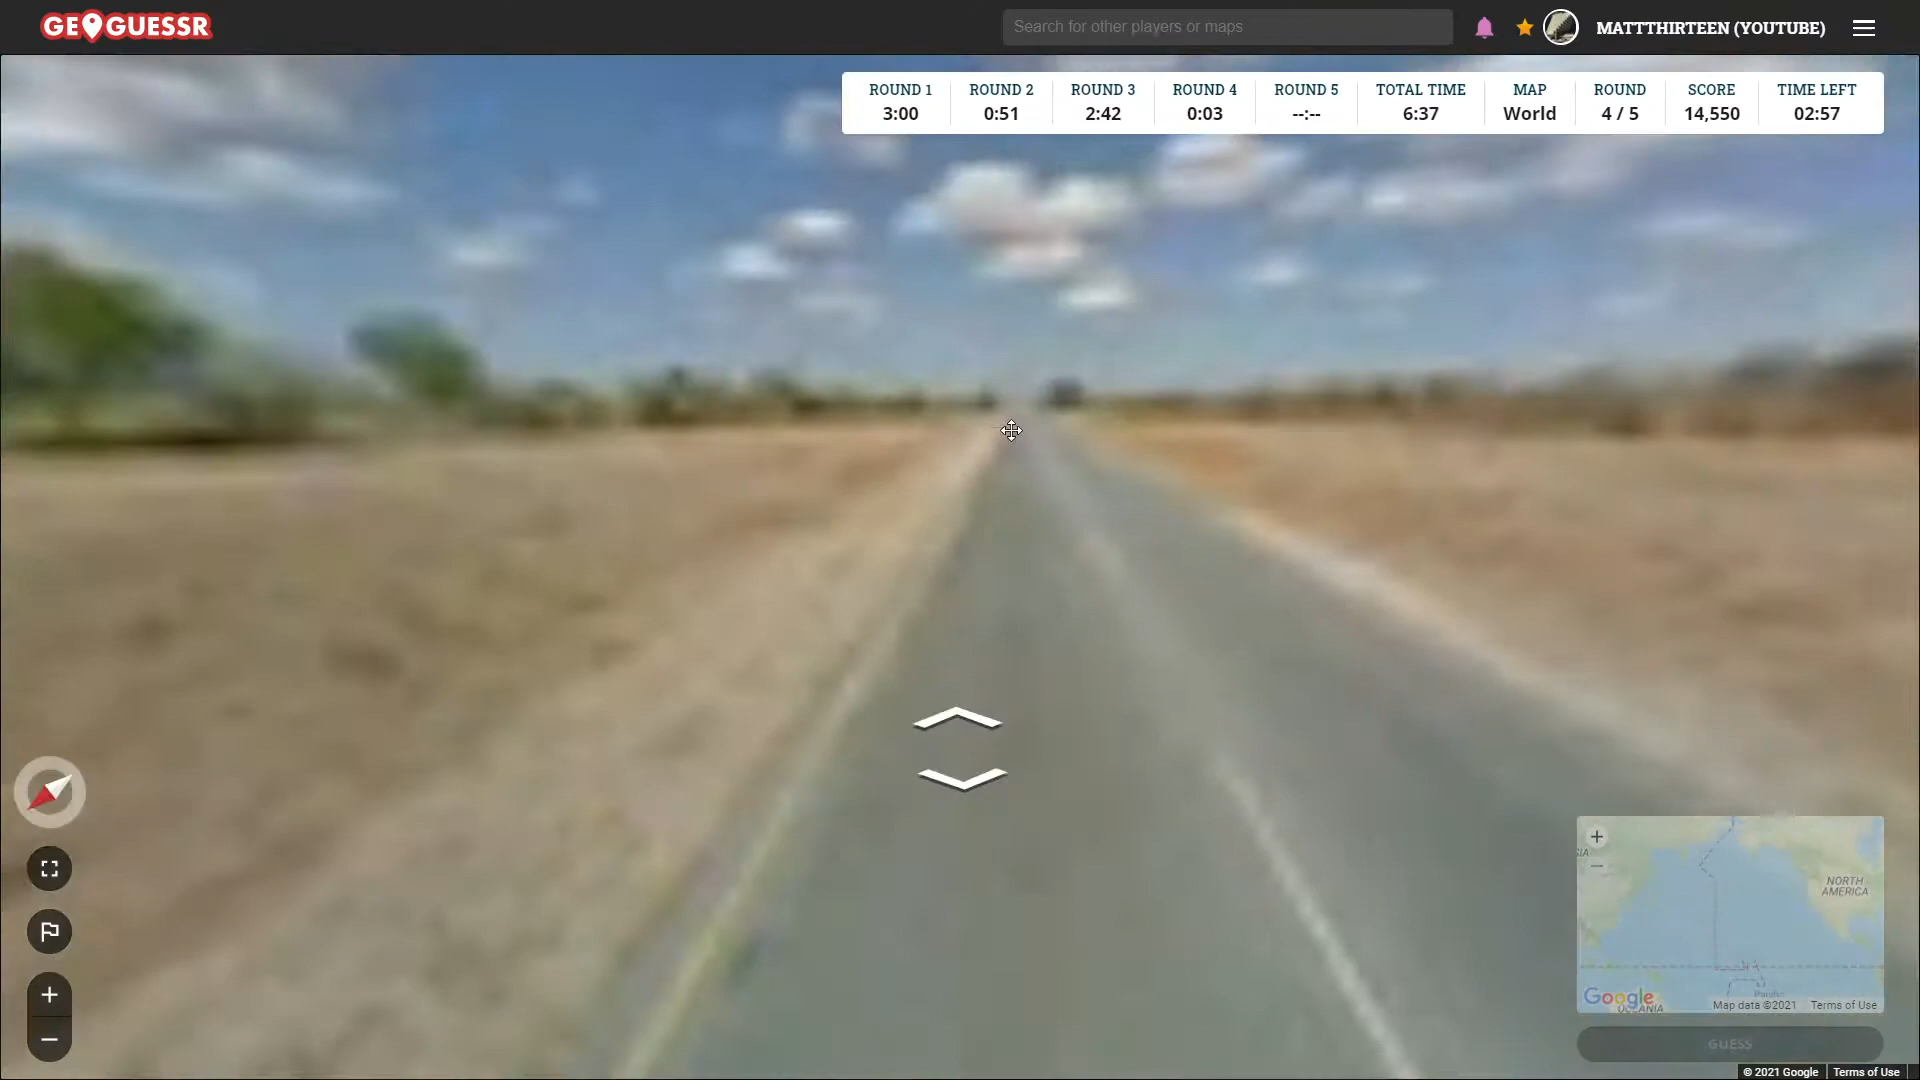 GEOGUESSR
Search for other players or maps
MATTTHIRTEEN (YOUTUBE)
ROUND 1 ROUND 2 ROUND 3 ROUND 4 ROUND 5 TOTAL TIME MAP ROUND SCORE TIME LEFT
3:00 0:51 2:42 0:03 --:-- 6:37 World 4 / 5 14,550 02:57
NORTH
AMERICA
Google
OCEANIA
Map data ©2021 Terms of Use
GUESS
© 2021 Google Terms of Use